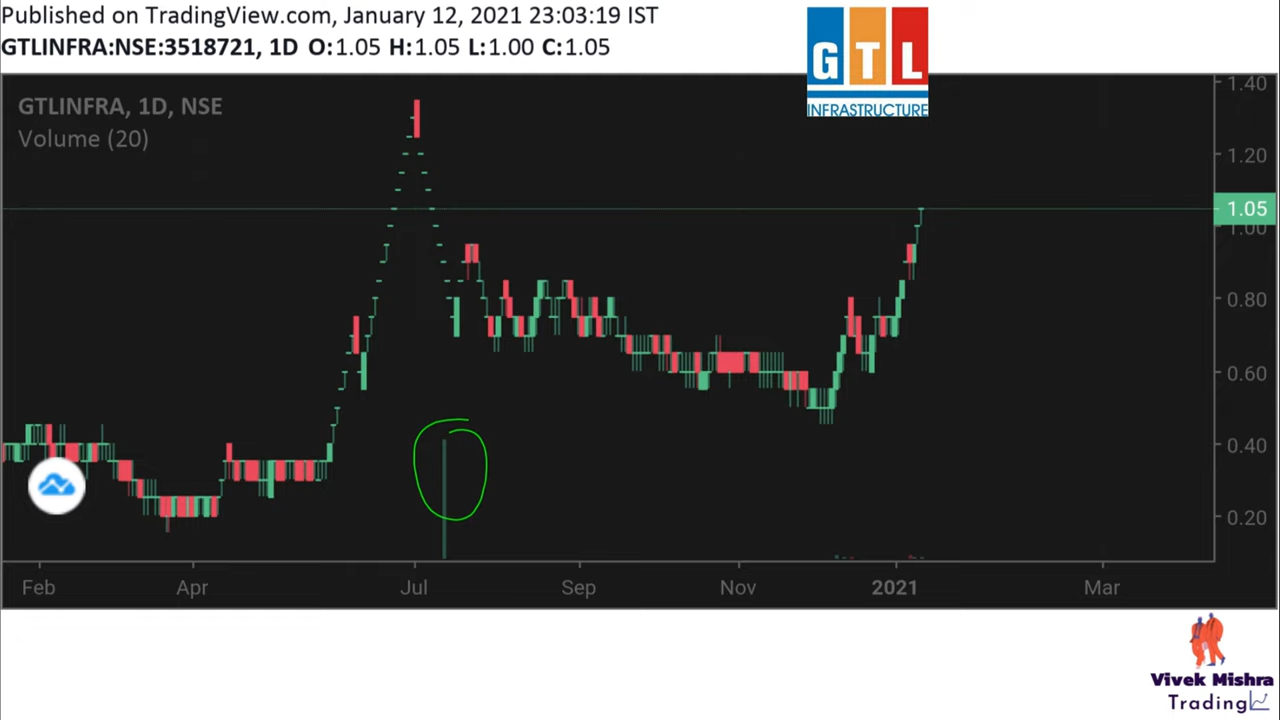 Published on TradingView.com, January 12, 2021 23:03:19 IST
GTLINFRA:NSE:3518721, 1D O:1.05 H:1.05 L:1.00 C:1.05
GTL
INFRASTRUCTURE
GTLINFRA, 1D, NSE
Volume (20)
1.40
1.20
1.05
1.00
0.80
0.60
0.40
0.20
Feb Apr Jul Sep Nov 2021 Mar
Vivek Mishra
Trading